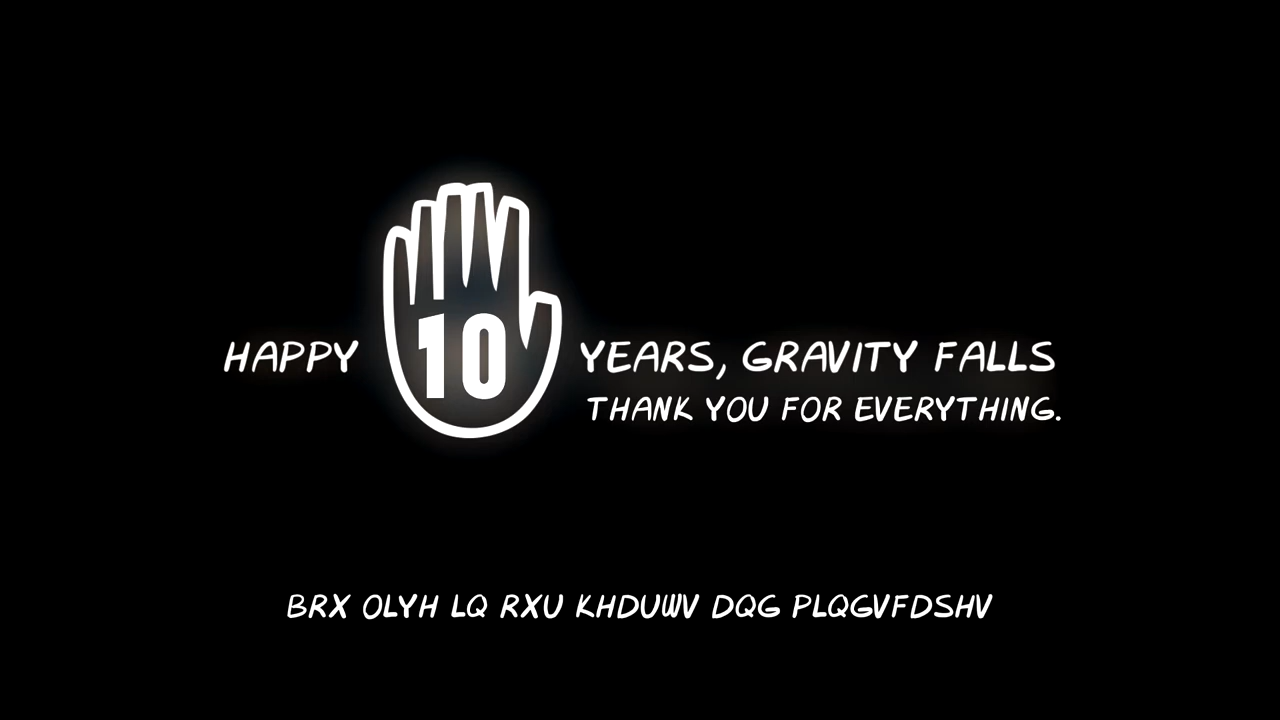 HAPPY 10 YEARS, GRAVITY FALLS
THANK YOU FOR EVERYTHING.
BRX OLYH LQ RXU KHDUWV DQG PLQGVFDSHV